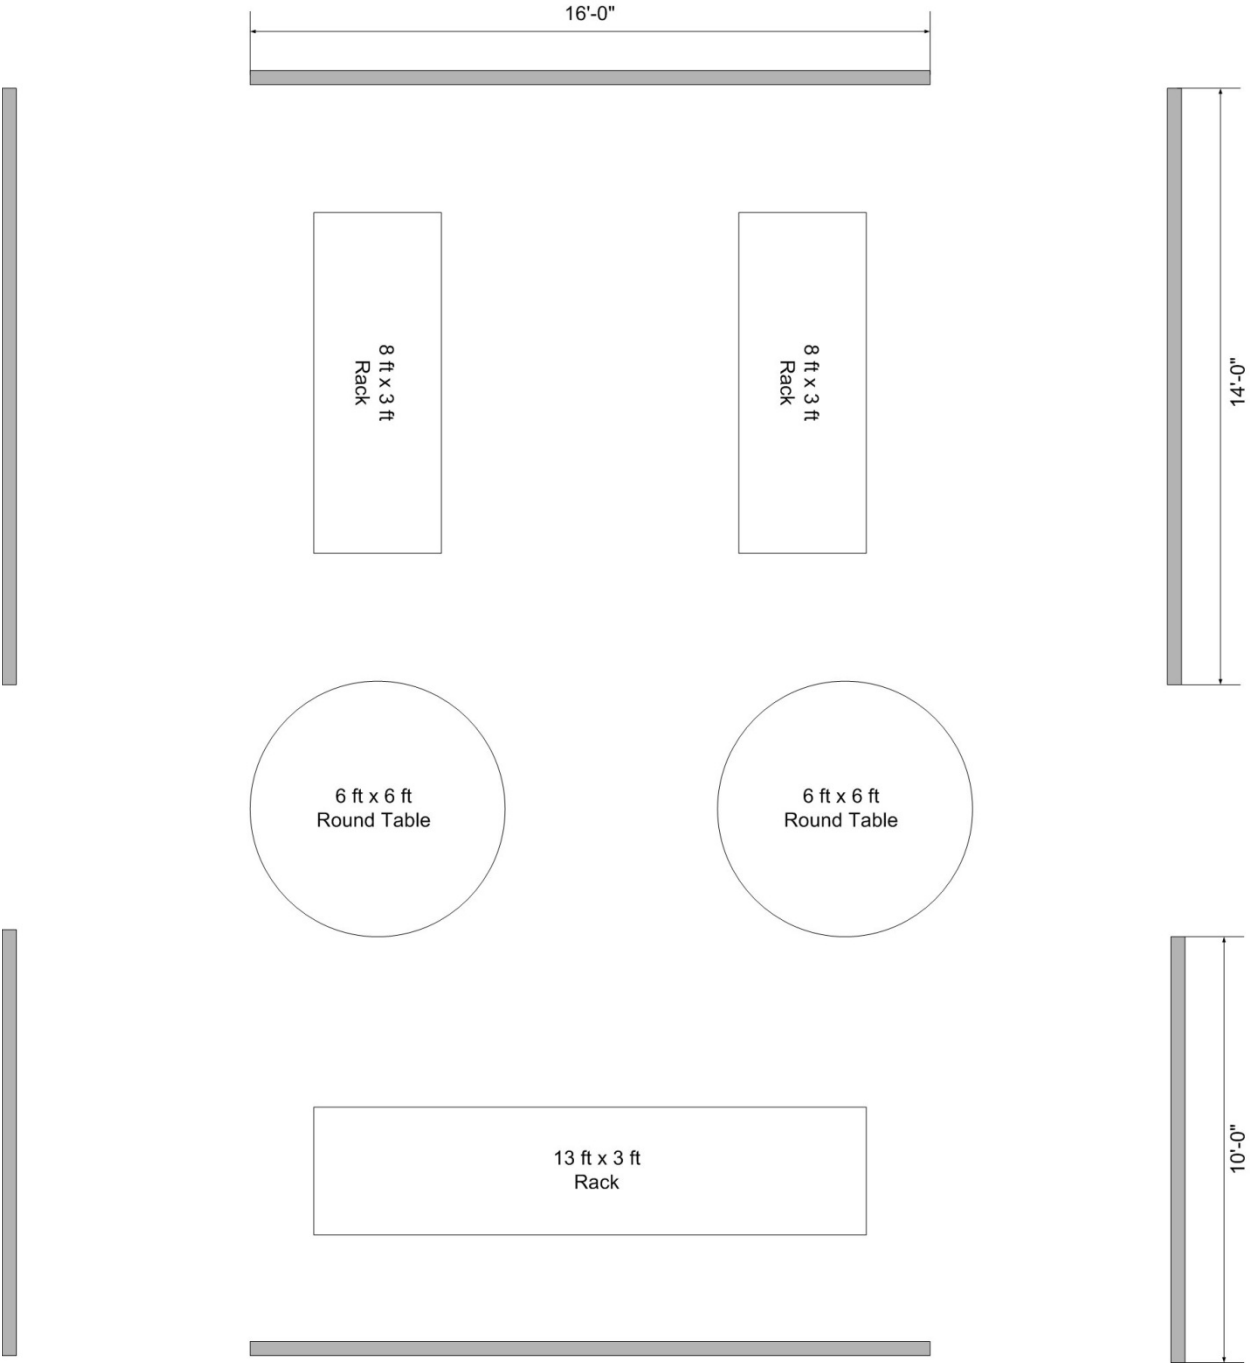 16'-0"
8 ft x 3 ft
Rack
8 ft x 3 ft
Rack
14'-0"
6 ft x 6 ft
Round Table
6 ft x 6 ft
Round Table
13 ft x 3 ft
Rack
10'-0"